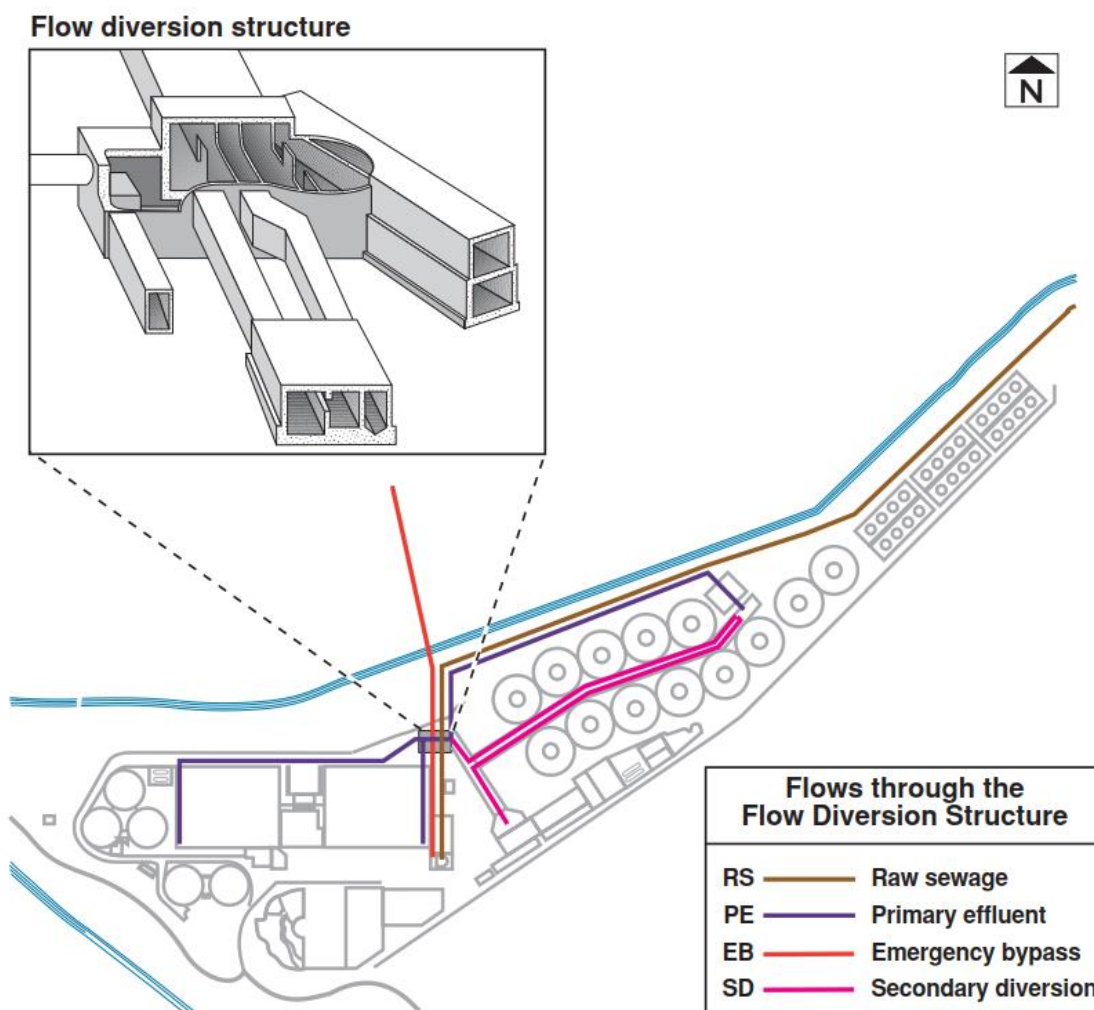 Flow diversion structure
N
Flows through the
Flow Diversion Structure
RS Raw sewage
PE Primary effluent
EB Emergency bypass
SD Secondary diversion